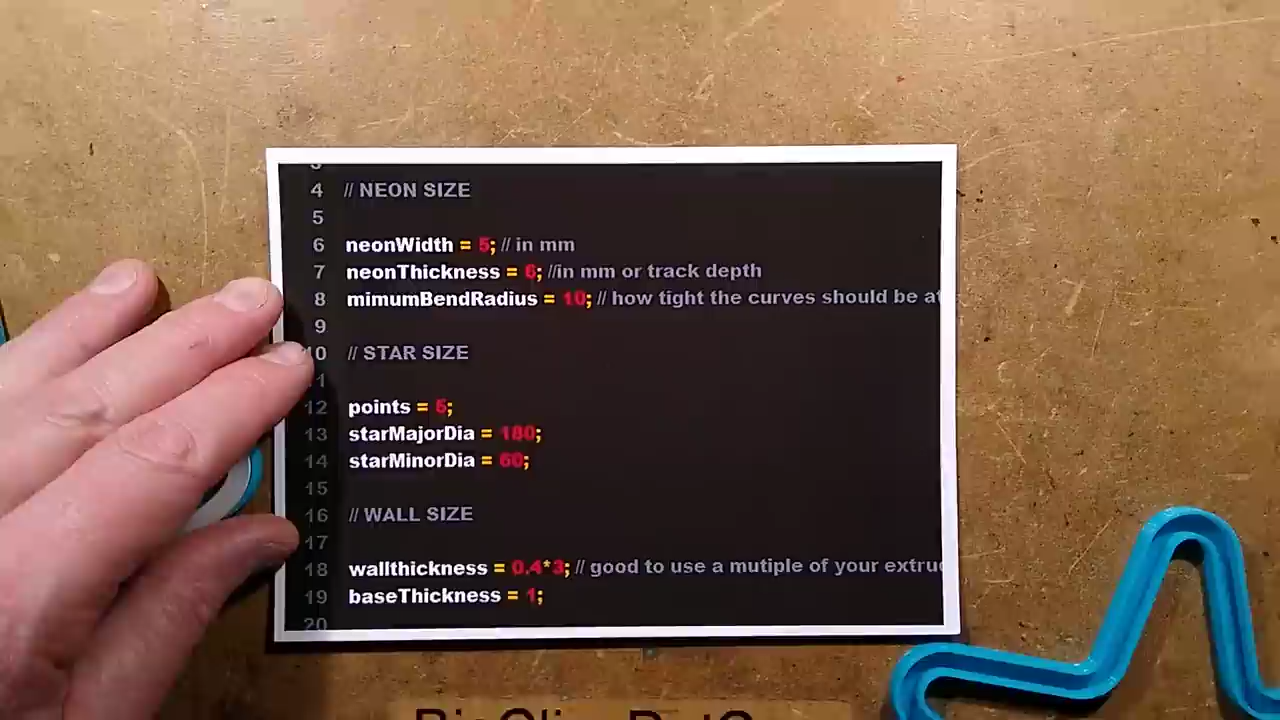 4 // NEON SIZE
5
6 neonWidth = 5; // in mm
7 neonThickness = 6; //in mm or track depth
8 mimumBendRadius = 10; // how tight the curves should be at
9
10 // STAR SIZE
11
12 points = 5;
13 starMajorDia = 180;
14 starMinorDia = 60;
15
16 // WALL SIZE
17
18 wallthickness = 0.4*3; // good to use a mutiple of your extru
19 baseThickness = 1;
20